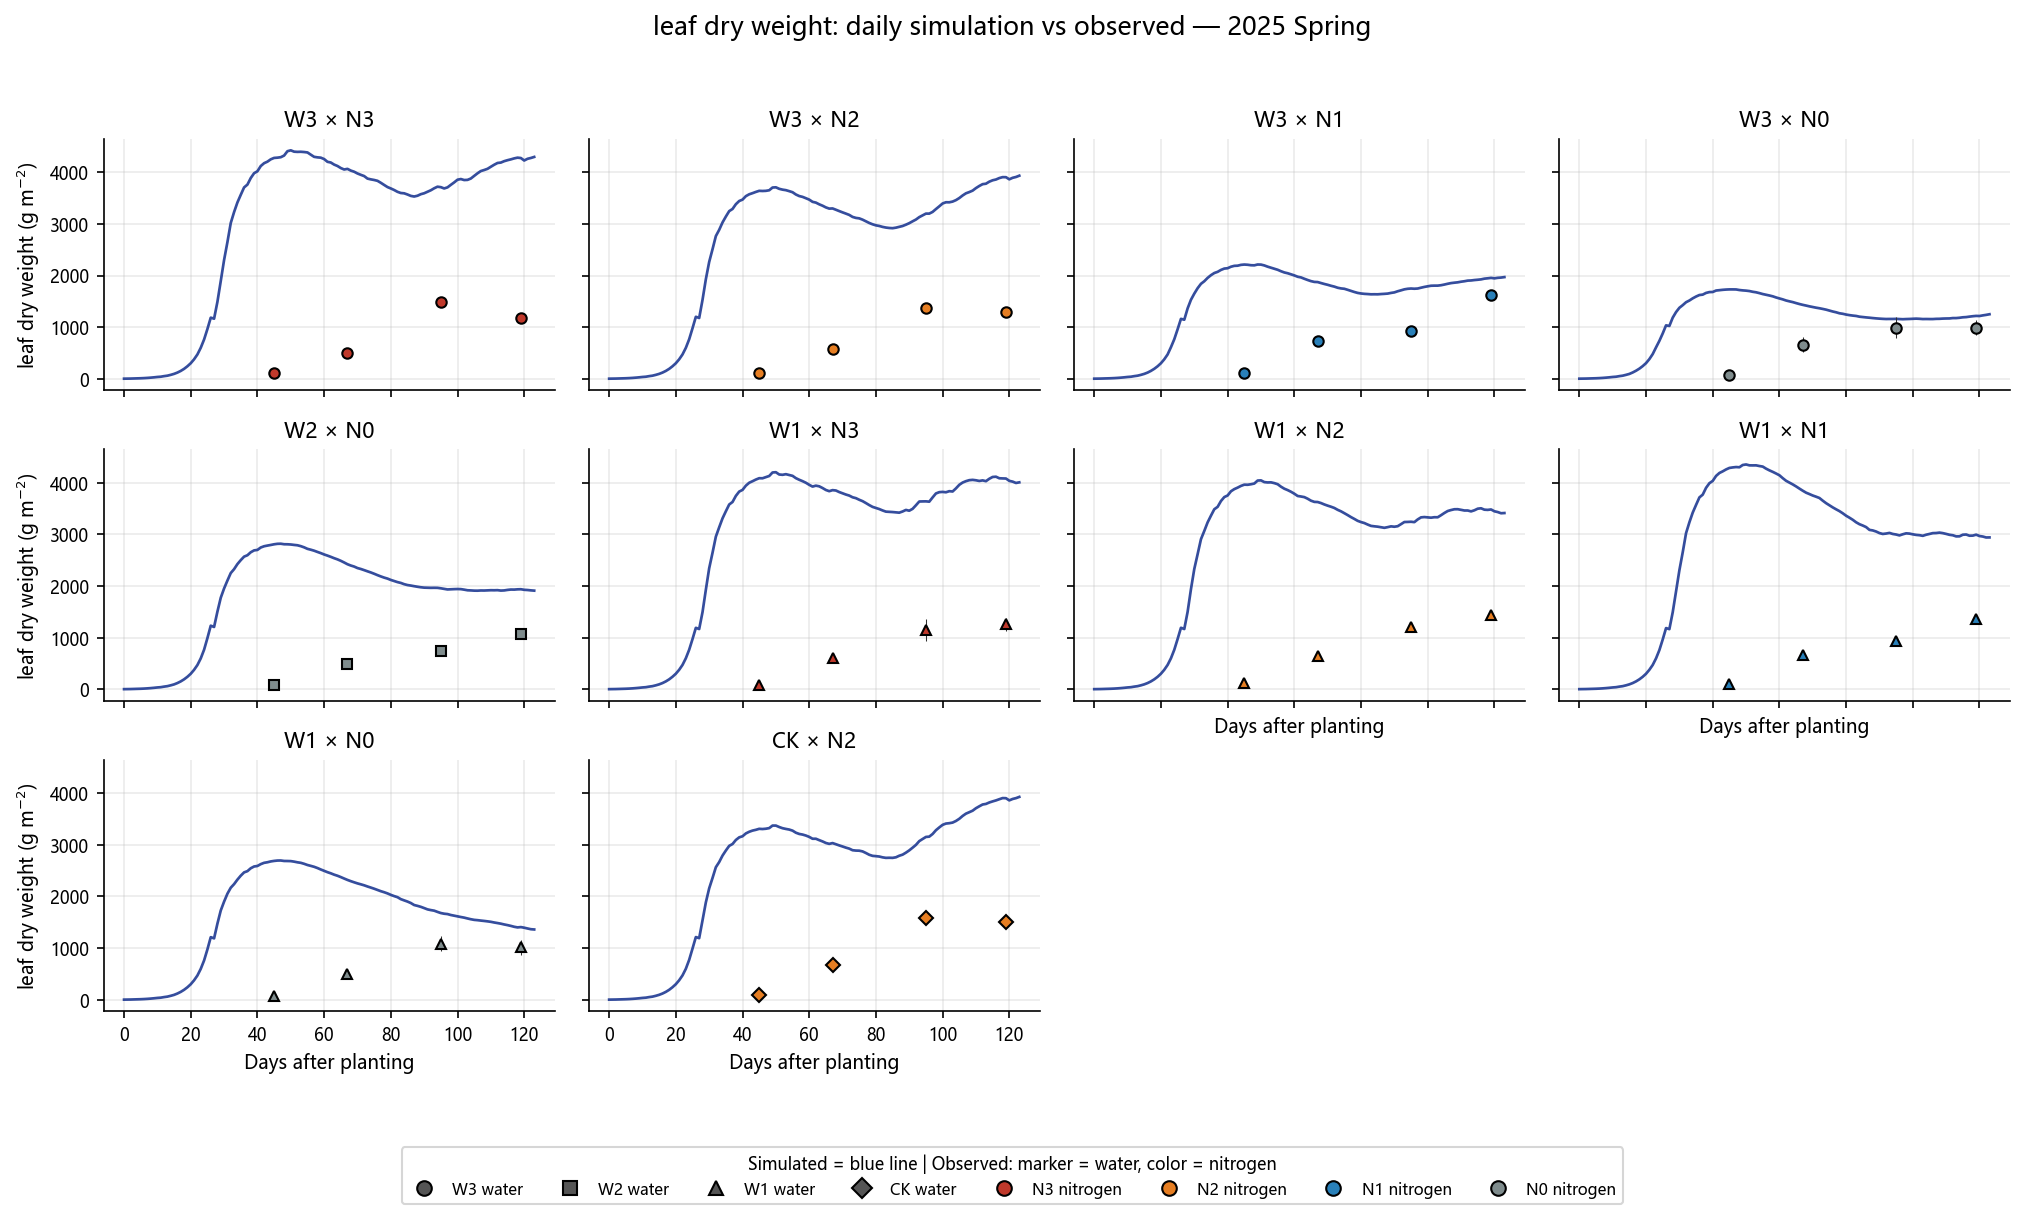 leaf dry weight: daily simulation vs observed — 2025 Spring
W3 × N3
W3 × N2
W3 × N1
W3 × N0
leaf dry weight (g m⁻²)
4000
3000
2000
1000
0
W2 × N0
W1 × N3
W1 × N2
W1 × N1
leaf dry weight (g m⁻²)
4000
3000
2000
1000
0
Days after planting
Days after planting
W1 × N0
CK × N2
leaf dry weight (g m⁻²)
4000
3000
2000
1000
0
0 20 40 60 80 100 120
0 20 40 60 80 100 120
Days after planting
Days after planting
Simulated = blue line | Observed: marker = water, color = nitrogen
W3 water W2 water W1 water CK water N3 nitrogen N2 nitrogen N1 nitrogen N0 nitrogen